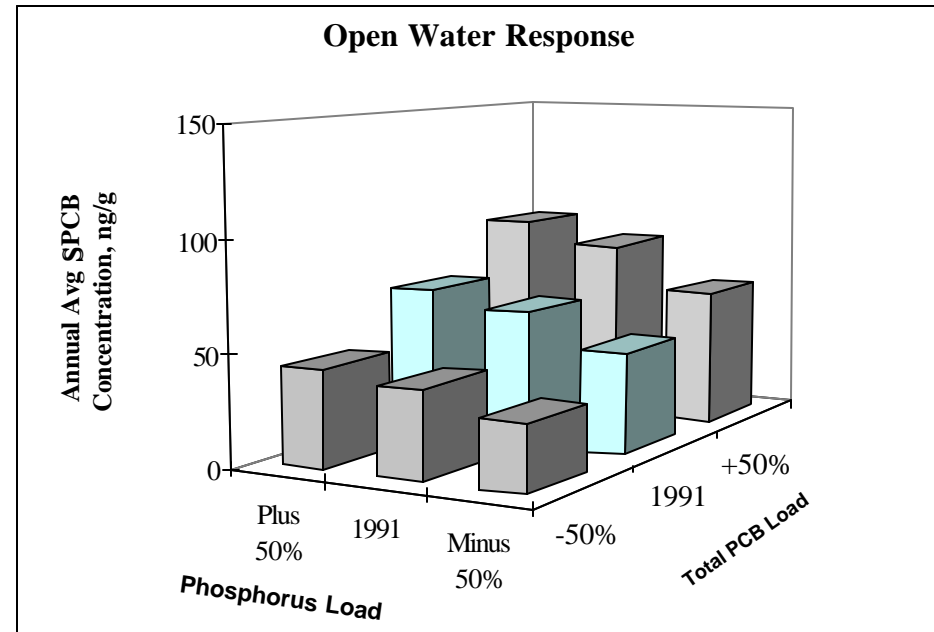 Open Water Response
Annual Avg SPCB
Concentration, ng/g
150
100
50
0
Plus
50%
1991
Minus
50%
Phosphorus Load
-50%
1991
+50%
Total PCB Load